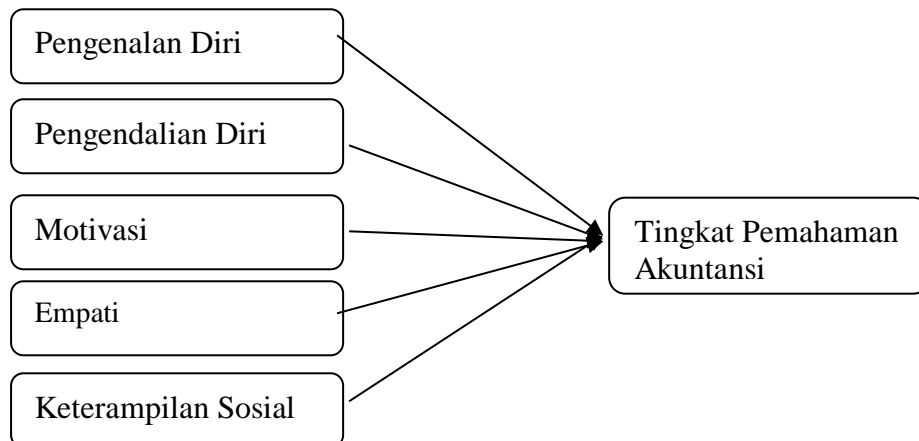 Pengenalan Diri
Pengendalian Diri
Motivasi
Empati
Keterampilan Sosial
Tingkat Pemahaman
Akuntansi